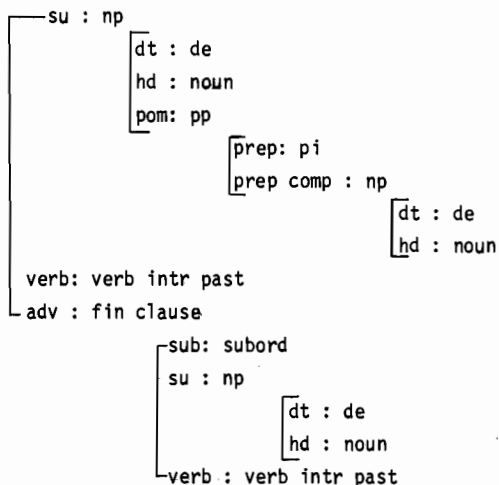 su : np
dt : de
hd : noun
pom: pp
prep: pi
prep comp : np
dt : de
hd : noun
verb: verb intr past
adv : fin clause
sub: subord
su : np
dt : de
hd : noun
verb : verb intr past